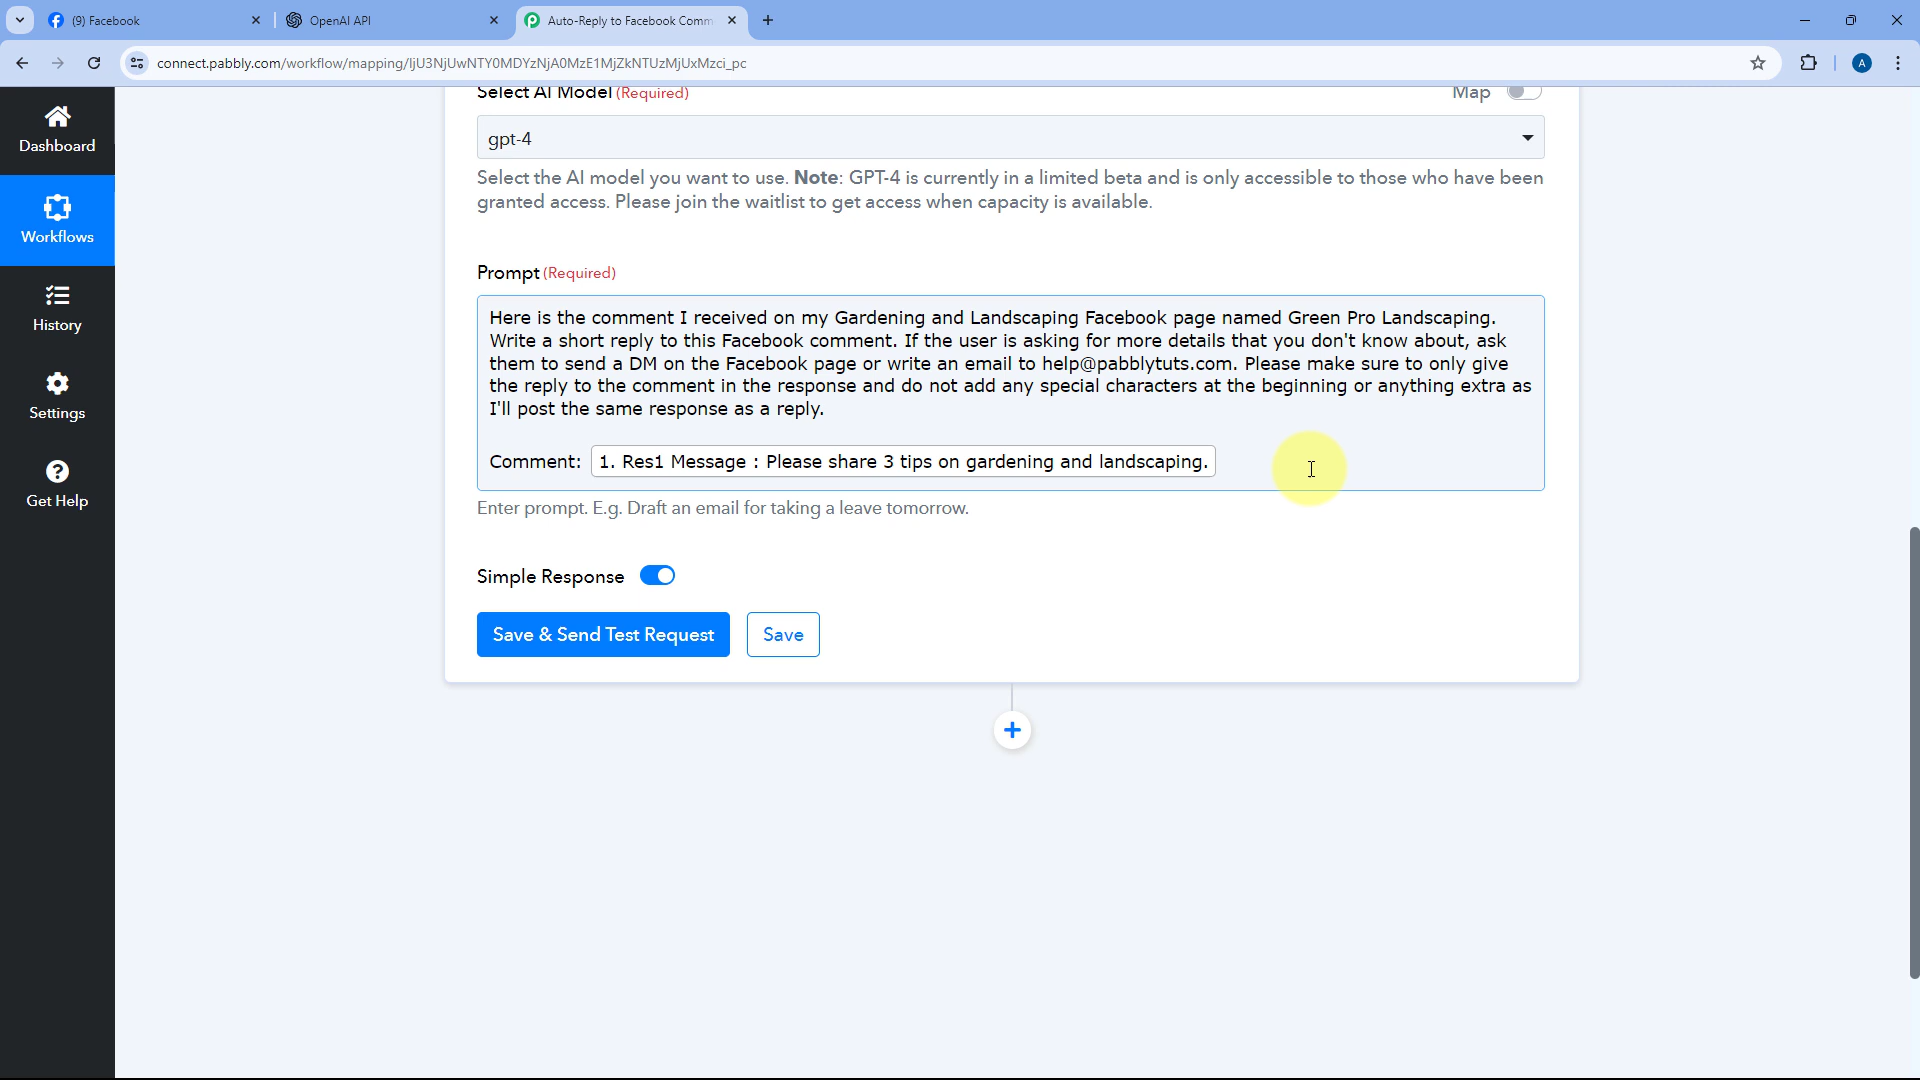 (9) Facebook
OpenAI API
Auto-Reply to Facebook Comm
connect.pabbly.com/workflow/mapping/IjU3NjUwNTY0MDYzNjA0MzE1MjZkNTUzMjUxMzci_pc
A
Dashboard
Workflows
History
Settings
Get Help
Select AI Model (Required)
Map
gpt-4
Select the AI model you want to use. Note: GPT-4 is currently in a limited beta and is only accessible to those who have been
granted access. Please join the waitlist to get access when capacity is available.
Prompt (Required)
Here is the comment I received on my Gardening and Landscaping Facebook page named Green Pro Landscaping.
Write a short reply to this Facebook comment. If the user is asking for more details that you don't know about, ask
them to send a DM on the Facebook page or write an email to help@pabblytuts.com. Please make sure to only give
the reply to the comment in the response and do not add any special characters at the beginning or anything extra as
I'll post the same response as a reply.
Comment: 1. Res1 Message : Please share 3 tips on gardening and landscaping.
Enter prompt. E.g. Draft an email for taking a leave tomorrow.
Simple Response
Save & Send Test Request
Save